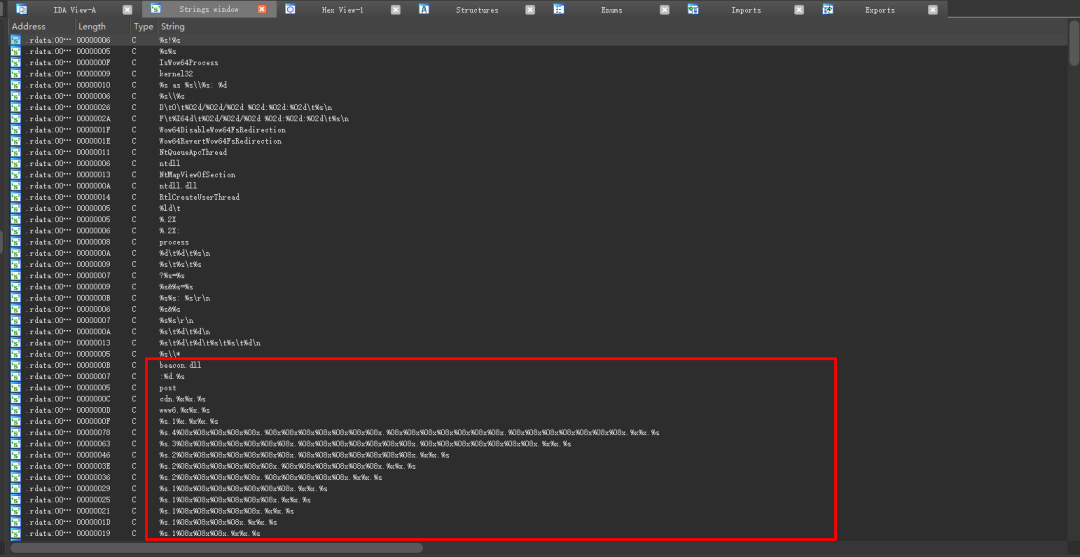 IDA View-A Strings window Hex View-1 Structures Enums Imports Exports
Address Length Type String
.rdata:00⋯ 00000006 C %s!%s
.rdata:00⋯ 00000005 C %s%s
.rdata:00⋯ 0000000F C IsWow64Process
.rdata:00⋯ 00000009 C kernel32
.rdata:00⋯ 00000010 C %s as %s\\%s: %d
.rdata:00⋯ 00000006 C %s\\%s
.rdata:00⋯ 00000026 C D\t0\t%02d/%02d/%02d %02d:%02d:%02d\t%s\n
.rdata:00⋯ 0000002A C F\t%I64d\t%02d/%02d/%02d %02d:%02d:%02d\t%s\n
.rdata:00⋯ 0000001F C Wow64DisableWow64FsRedirection
.rdata:00⋯ 0000001E C Wow64RevertWow64FsRedirection
.rdata:00⋯ 00000011 C NtQueueApcThread
.rdata:00⋯ 00000006 C ntdll
.rdata:00⋯ 00000013 C NtMapViewOfSection
.rdata:00⋯ 0000000A C ntdll.dll
.rdata:00⋯ 00000014 C RtlCreateUserThread
.rdata:00⋯ 00000005 C %ld\t
.rdata:00⋯ 00000005 C %.2X
.rdata:00⋯ 00000006 C %.2X:
.rdata:00⋯ 00000008 C process
.rdata:00⋯ 0000000A C %d\t%d\t%s\n
.rdata:00⋯ 00000009 C %s\t%s\t%s
.rdata:00⋯ 00000007 C ?%s=%s
.rdata:00⋯ 00000009 C %s&%s=%s
.rdata:00⋯ 0000000B C %s%s: %s\r\n
.rdata:00⋯ 00000006 C %s&%s
.rdata:00⋯ 00000007 C %s%s\r\n
.rdata:00⋯ 0000000A C %s\t%d\t%d\n
.rdata:00⋯ 00000013 C %s\t%d\t%d\t%s\t%s\t%d\n
.rdata:00⋯ 00000005 C %s\\*
.rdata:00⋯ 0000000B C beacon.dll
.rdata:00⋯ 00000007 C :%d.%s
.rdata:00⋯ 00000005 C post
.rdata:00⋯ 0000000C C cdn.%x%x.%s
.rdata:00⋯ 0000000D C www6.%x%x.%s
.rdata:00⋯ 0000000F C %s.1%x.%x%x.%s
.rdata:00⋯ 00000078 C %s.4%08x%08x%08x%08x%08x.%08x%08x%08x%08x%08x%08x%08x.%08x%08x%08x%08x%08x%08x%08x.%08x%08x%08x%08x%08x%08x%08x.%x%x.%s
.rdata:00⋯ 00000063 C %s.3%08x%08x%08x%08x%08x%08x%08x.%08x%08x%08x%08x%08x%08x%08x.%08x%08x%08x%08x%08x%08x%08x.%x%x.%s
.rdata:00⋯ 00000046 C %s.2%08x%08x%08x%08x%08x%08x%08x.%08x%08x%08x%08x%08x%08x%08x.%x%x.%s
.rdata:00⋯ 0000003E C %s.2%08x%08x%08x%08x%08x%08x.%08x%08x%08x%08x%08x%08x.%x%x.%s
.rdata:00⋯ 00000036 C %s.2%08x%08x%08x%08x%08x.%08x%08x%08x%08x%08x.%x%x.%s
.rdata:00⋯ 00000029 C %s.1%08x%08x%08x%08x%08x%08x%08x.%x%x.%s
.rdata:00⋯ 00000025 C %s.1%08x%08x%08x%08x%08x%08x.%x%x.%s
.rdata:00⋯ 00000021 C %s.1%08x%08x%08x%08x%08x.%x%x.%s
.rdata:00⋯ 0000001D C %s.1%08x%08x%08x%08x.%x%x.%s
.rdata:00⋯ 00000019 C %s.1%08x%08x%08x.%x%x.%s